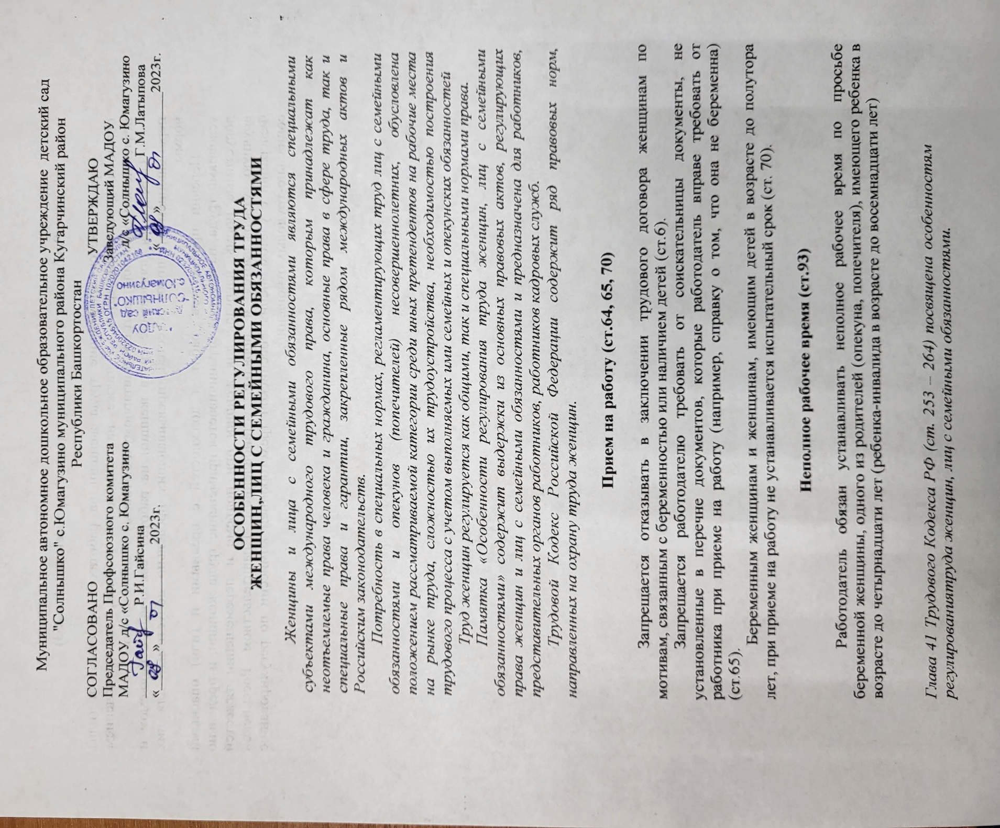 Муниципальное автономное дошкольное образовательное учреждение детский сад
"Солнышко" с.Юмагузино муниципального района Кугарчинский район
Республики Башкортостан
СОГЛАСОВАНО
Председатель Профсоюзного комитета
МАДОУ д/с «Солнышко с. Юмагузино
Р.И.Гайсина
« » 01 2023г.
УТВЕРЖДАЮ
Заведующий МАДОУ
д/с «Солнышко с. Юмагузино
Г.М.Латыпова
« » 01 2023г.
СОЛНЫШКО
с.Юмагузино
ОСОБЕННОСТИ РЕГУЛИРОВАНИЯ ТРУДА
ЖЕНЩИН,ЛИЦ С СЕМЕЙНЫМИ ОБЯЗАННОСТЯМИ
Женщины и лица с семейными обязанностями являются специальными
субъектами международного трудового права, которым принадлежат как
неотъемлемые права человека и гражданина, основные права в сфере труда, так и
специальные права и гарантии, закрепленные рядом международных актов и
Российским законодательств.
Потребность в специальных нормах, регламентирующих труд лиц с семейными
обязанностями и опекунов (попечителей) несовершеннолетних, обусловлена
положением рассматриваемой категории среди иных претендентов на рабочие места
на рынке труда, сложностью их трудоустройства, необходимостью построения
трудового процесса с учетом выполняемых ими семейных и опекунских обязанностей
Труд женщин регулируется как общими, так и специальными нормами права.
Памятка «Особенности регулирования труда женщин, лиц с семейными
обязанностями» содержит выдержки из основных правовых актов, регулирующих
права женщин и лиц с семейными обязанностями и предназначена для работников,
представительных органов работников, работников кадровых служб.
Трудовой Кодекс Российской Федерации содержит ряд правовых норм,
направленных на охрану труда женщин.
Прием на работу (ст.64, 65, 70)
Запрещается отказывать в заключении трудового договора женщинам по
мотивам, связанным с беременностью или наличием детей (ст.6).
Запрещается работодателю требовать от соискательницы документы, не
установленные в перечне документов, которые работодатель вправе требовать от
работника при приеме на работу (например, справку о том, что она не беременна)
(ст.65).
Беременным женщинам и женщинам, имеющим детей в возрасте до полутора
лет, при приеме на работу не устанавливается испытательный срок (ст. 70).
Неполное рабочее время (ст.93)
Работодатель обязан устанавливать неполное рабочее время по просьбе
беременной женщины, одного из родителей (опекуна, попечителя), имеющего ребенка в
возрасте до четырнадцати лет (ребенка-инвалида в возрасте до восемнадцати лет)
Глава 41 Трудового Кодекса РФ (ст. 253 – 264) посвящена особенностям
регулированиятруда женщин, лиц с семейными обязанностями.